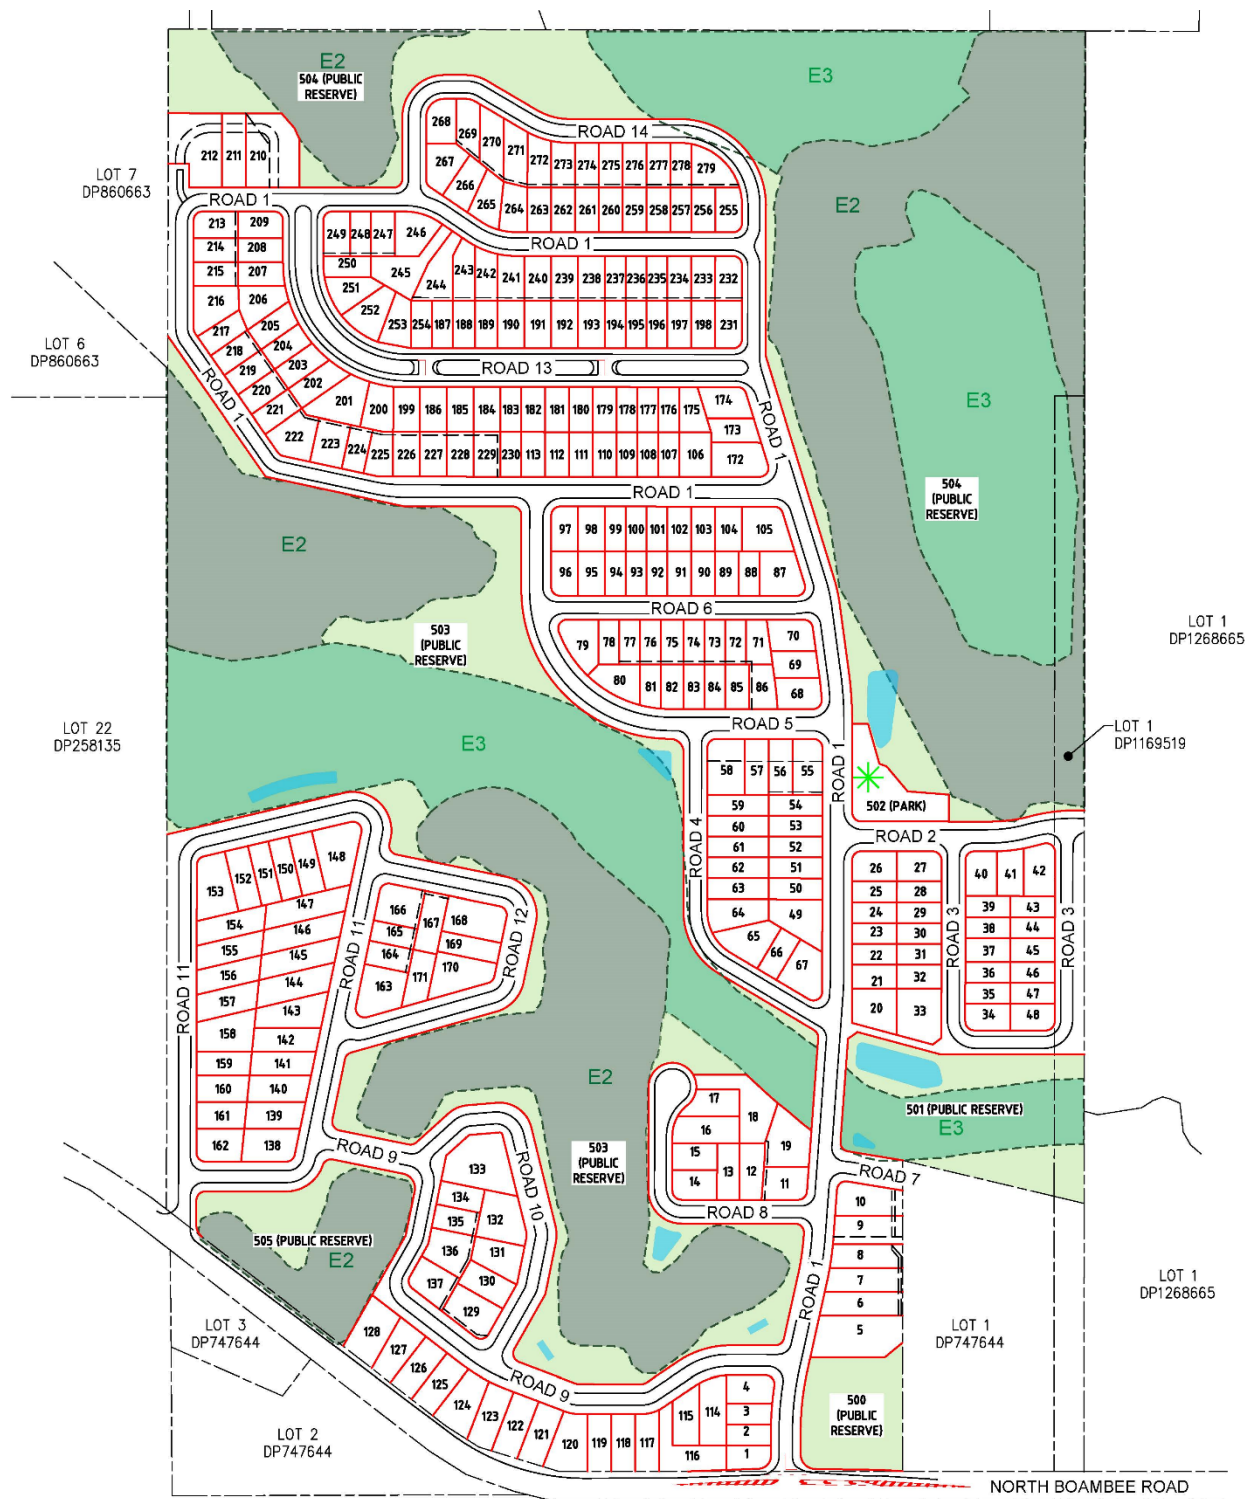 E2
504 (PUBLIC
RESERVE)
E3
ROAD 14
268
269
270
271
272 273 274 275 276 277 278 279
212 211 210
267
266
265
264 263 262 261 260 259 258 257 256 255
LOT 7
DP860663
ROAD 1
E2
213 209
214 208
215 207
216 206
249 248 247 246
250
251
252
245
244
ROAD 1
243 242 241 240 239 238 237 236 235 234 233 232
253 254 187 188 189 190 191 192 193 194 195 196 197 198 231
217 205
218 204
219 203
220 202
221 201
222
LOT 6
DP860663
ROAD 1
ROAD 13
E3
200 199 186 185 184 183 182 181 180 179 178 177 176 175
174
173
172
223 224 225 226 227 228 229 230 113 112 111 110 109 108 107 106
ROAD 1
504
(PUBLIC
RESERVE)
ROAD 1
E2
97 98 99 100 101 102 103 104 105
96 95 94 93 92 91 90 89 88 87
ROAD 6
503
(PUBLIC
RESERVE)
79 78 77 76 75 74 73 72 71 70
69
68
80 81 82 83 84 85 86
LOT 1
DP1268665
ROAD 5
LOT 22
DP258135
E3
ROAD 1
LOT 1
DP1169519
58 57 56 55
59 54
60 53
61 52
62 51
63 50
64 49
65
66
67
ROAD 4
502 (PARK)
ROAD 2
26 27
25 28
24 29
23 30
22 31
21 32
20 33
ROAD 3
40 41 42
39 43
38 44
37 45
36 46
35 47
34 48
ROAD 3
153 152 151 150 149 148
147
154 146
155 145
156 144
157 143
158 142
159 141
160 140
161 139
162 138
ROAD 11
ROAD 11
166 167 168
165 169
164 170
163 171
ROAD 12
E2
503
(PUBLIC
RESERVE)
17
16 18
15 19
14 13 12 11
501 (PUBLIC RESERVE)
E3
ROAD 7
ROAD 8
ROAD 9
133
134 132
135 131
136 130
137 129
ROAD 10
505 (PUBLIC RESERVE)
E2
10
9
8
7
6
5
ROAD 1
LOT 1
DP1268665
LOT 3
DP747644
LOT 1
DP747644
128
127
126
125
124
123
122
121
120 119 118 117
ROAD 9
115 114
116
4
3
2
1
500
(PUBLIC
RESERVE)
LOT 2
DP747644
NORTH BOAMBEE ROAD